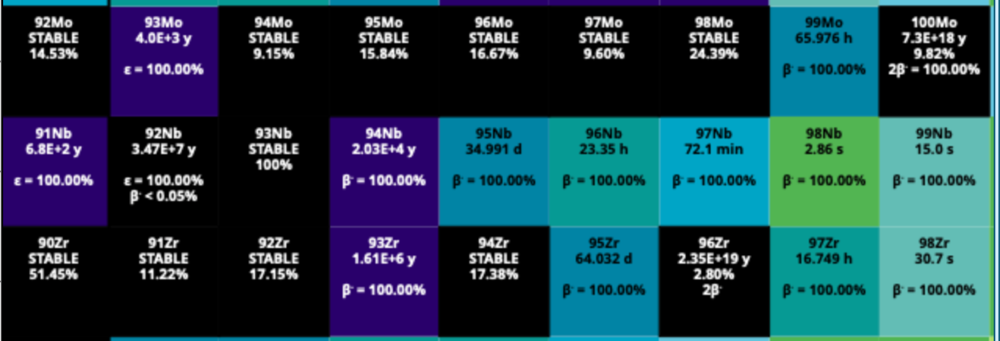 92Mo
STABLE
14.53%
93Mo
4.0E+3 y
ε = 100.00%
94Mo
STABLE
9.15%
95Mo
STABLE
15.84%
96Mo
STABLE
16.67%
97Mo
STABLE
9.60%
98Mo
STABLE
24.39%
99Mo
65.976 h
β⁻ = 100.00%
100Mo
7.3E+18 y
9.82%
2β⁻ = 100.00%
91Nb
6.8E+2 y
ε = 100.00%
92Nb
3.47E+7 y
ε = 100.00%
β⁻ < 0.05%
93Nb
STABLE
100%
94Nb
2.03E+4 y
β⁻ = 100.00%
95Nb
34.991 d
β⁻ = 100.00%
96Nb
23.35 h
β⁻ = 100.00%
97Nb
72.1 min
β⁻ = 100.00%
98Nb
2.86 s
β⁻ = 100.00%
99Nb
15.0 s
β⁻ = 100.00%
90Zr
STABLE
51.45%
91Zr
STABLE
11.22%
92Zr
STABLE
17.15%
93Zr
1.61E+6 y
β⁻ = 100.00%
94Zr
STABLE
17.38%
95Zr
64.032 d
β⁻ = 100.00%
96Zr
2.35E+19 y
2.80%
2β⁻
97Zr
16.749 h
β⁻ = 100.00%
98Zr
30.7 s
β⁻ = 100.00%